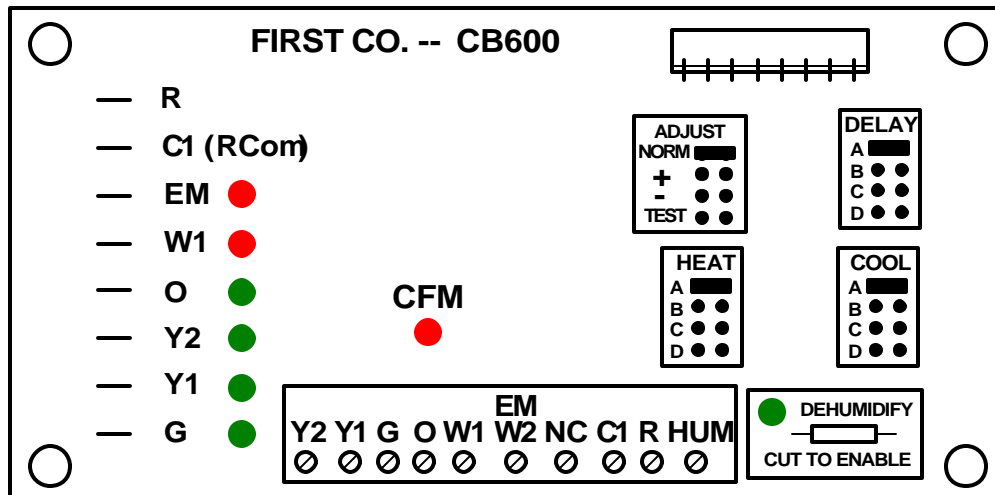 FIRST CO. -- CB600
R
C1 (RCom)
EM
W1
O
Y2
Y1
G
CFM
ADJUST
NORM
+
-
TEST
DELAY
A
B
C
D
HEAT
A
B
C
D
COOL
A
B
C
D
EM
Y2 Y1 G O W1 W2 NC C1 R HUM
DEHUMIDIFY
CUT TO ENABLE